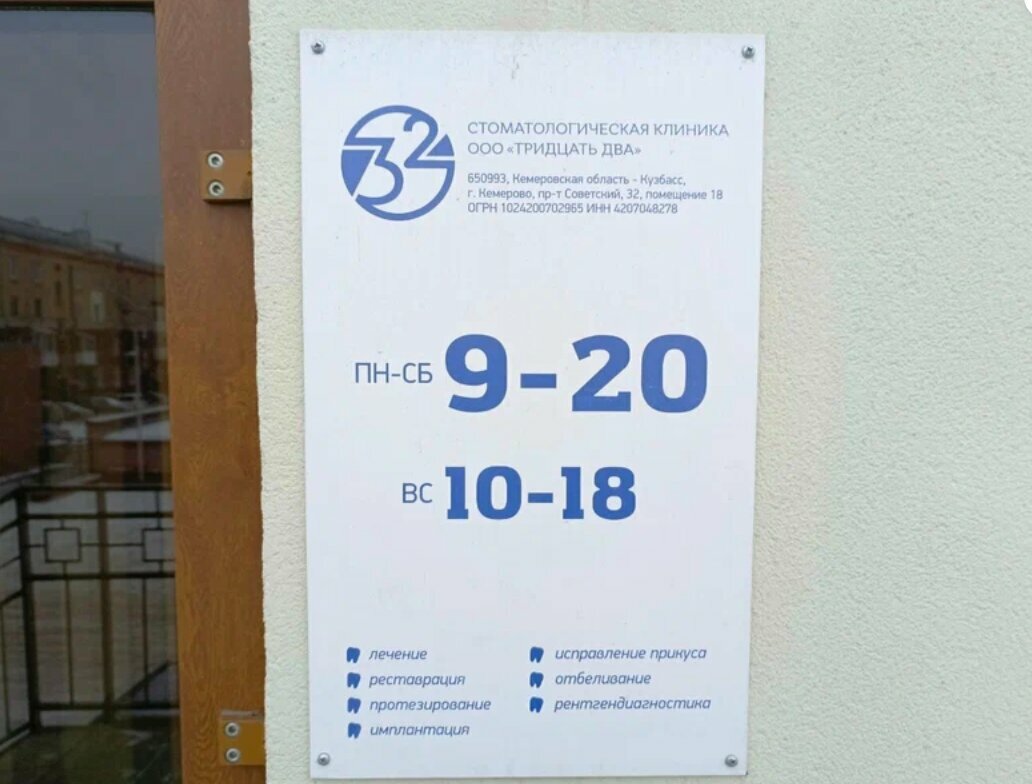 32
СТОМАТОЛОГИЧЕСКАЯ КЛИНИКА
ООО «ТРИДЦАТЬ ДВА»
650993, Кемеровская область - Кузбасс,
г. Кемерово, пр-т Советский, 32, помещение 18
ОГРН 1024200702965 ИНН 4207048278
ПН-СБ 9-20
ВС 10-18
лечение
реставрация
протезирование
имплантация
исправление прикуса
отбеливание
рентгендиагностика